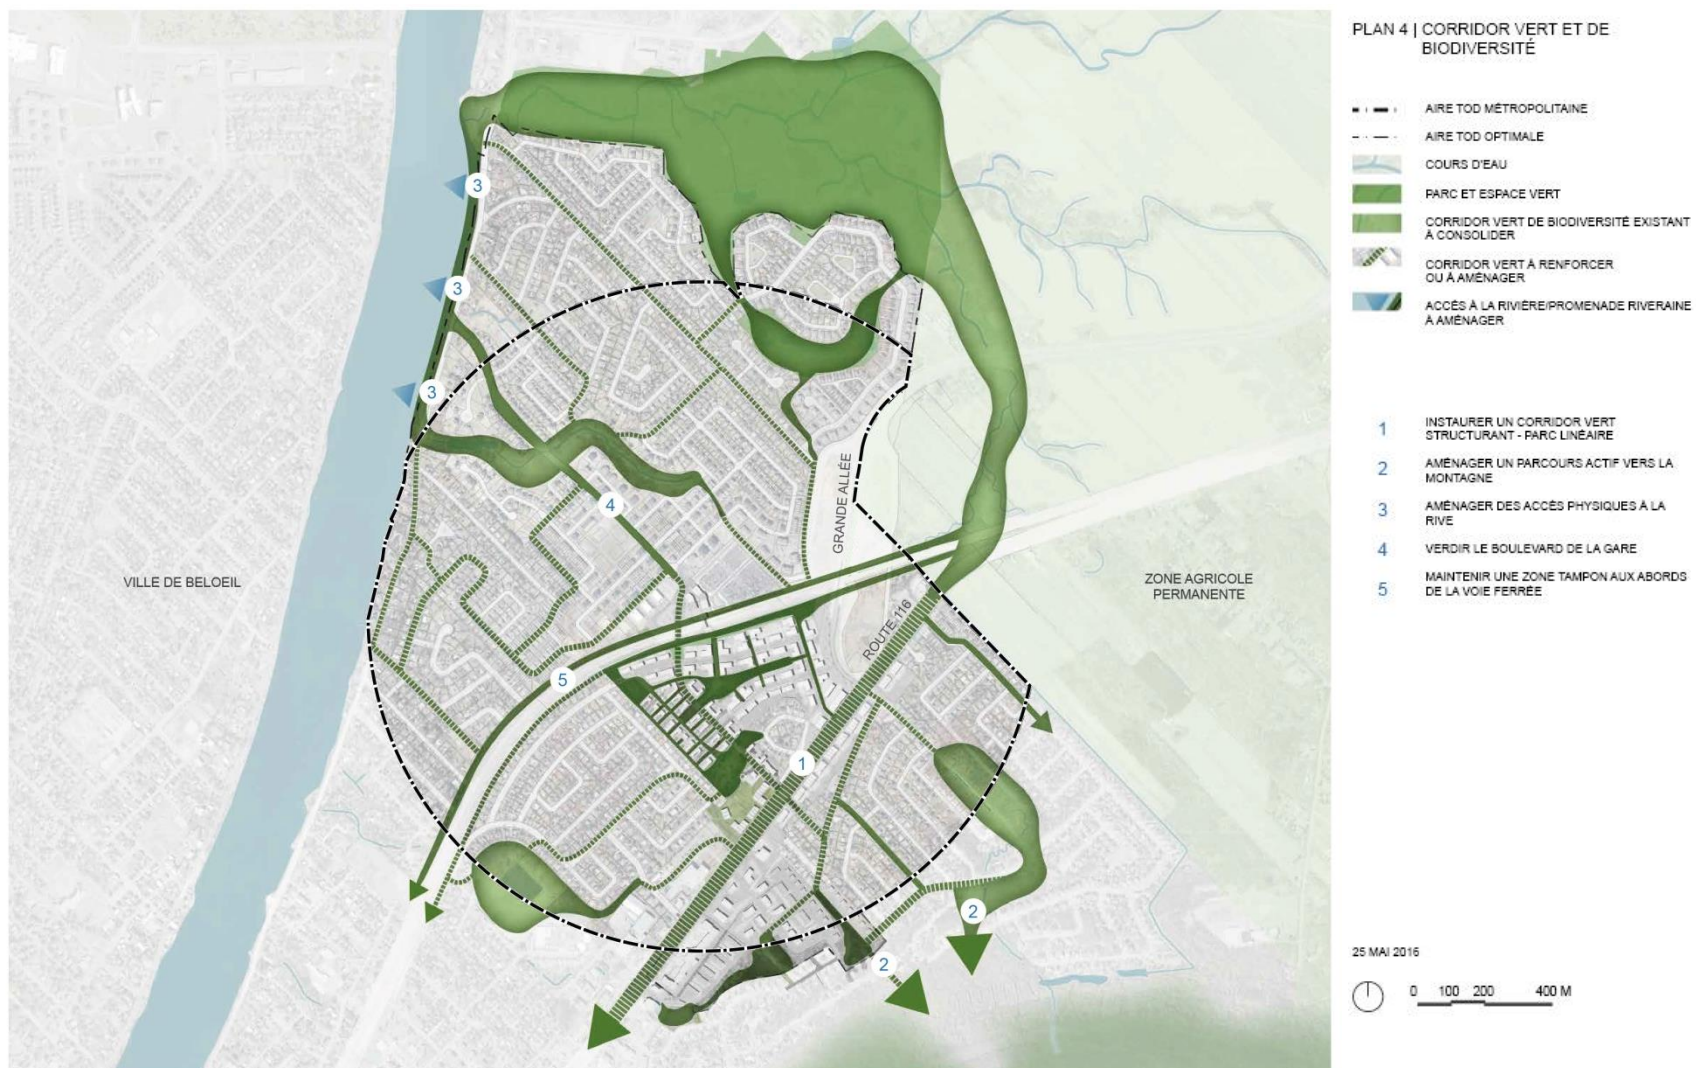 PLAN 4 | CORRIDOR VERT ET DE
BIODIVERSITÉ
AIRE TOD MÉTROPOLITAINE
AIRE TOD OPTIMALE
COURS D'EAU
PARC ET ESPACE VERT
CORRIDOR VERT DE BIODIVERSITÉ EXISTANT
À CONSOLIDER
CORRIDOR VERT À RENFORCER
OU À AMÉNAGER
ACCÈS À LA RIVIÈRE/PROMENADE RIVERAINE
À AMÉNAGER
1 INSTAURER UN CORRIDOR VERT
STRUCTURANT - PARC LINÉAIRE
2 AMÉNAGER UN PARCOURS ACTIF VERS LA
MONTAGNE
3 AMÉNAGER DES ACCÈS PHYSIQUES À LA
RIVE
4 VERDIR LE BOULEVARD DE LA GARE
5 MAINTENIR UNE ZONE TAMPON AUX ABORDS
DE LA VOIE FERRÉE
25 MAI 2016
0 100 200 400 M
3
3
3
4
GRANDE ALLÉE
VILLE DE BELOEIL
ZONE AGRICOLE
PERMANENTE
ROUTE 116
5
1
2
2